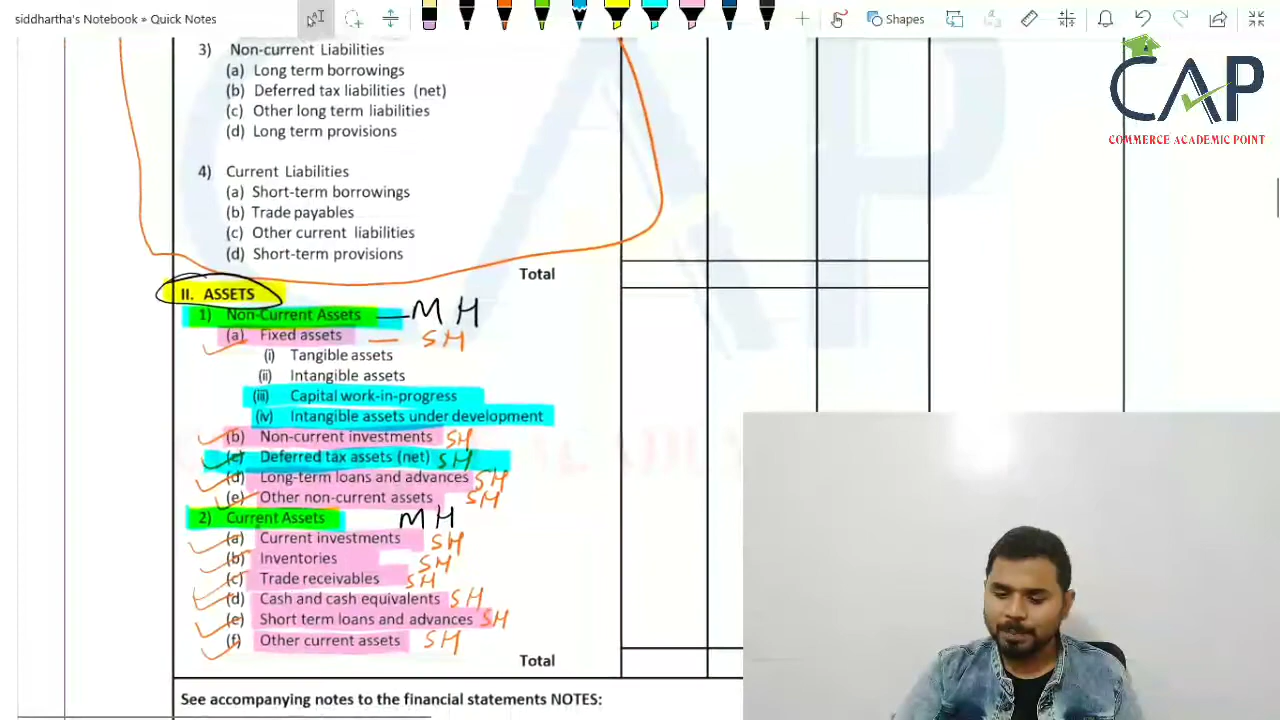 siddhartha's Notebook » Quick Notes
Shapes
CAP
COMMERCE ACADEMIC POINT
3) Non-current Liabilities
(a) Long term borrowings
(b) Deferred tax liabilities (net)
(c) Other long term liabilities
(d) Long term provisions
4) Current Liabilities
(a) Short-term borrowings
(b) Trade payables
(c) Other current liabilities
(d) Short-term provisions
Total
II. ASSETS
1) Non-Current Assets MH
(a) Fixed assets SH
(i) Tangible assets
(ii) Intangible assets
(iii) Capital work-in-progress
(iv) Intangible assets under development
(b) Non-current investments SH
(c) Deferred tax assets (net) SH
(d) Long-term loans and advances SH
(e) Other non-current assets SH
2) Current Assets MH
(a) Current investments SH
(b) Inventories SH
(c) Trade receivables SH
(d) Cash and cash equivalents SH
(e) Short term loans and advances SH
(f) Other current assets SH
Total
See accompanying notes to the financial statements NOTES: